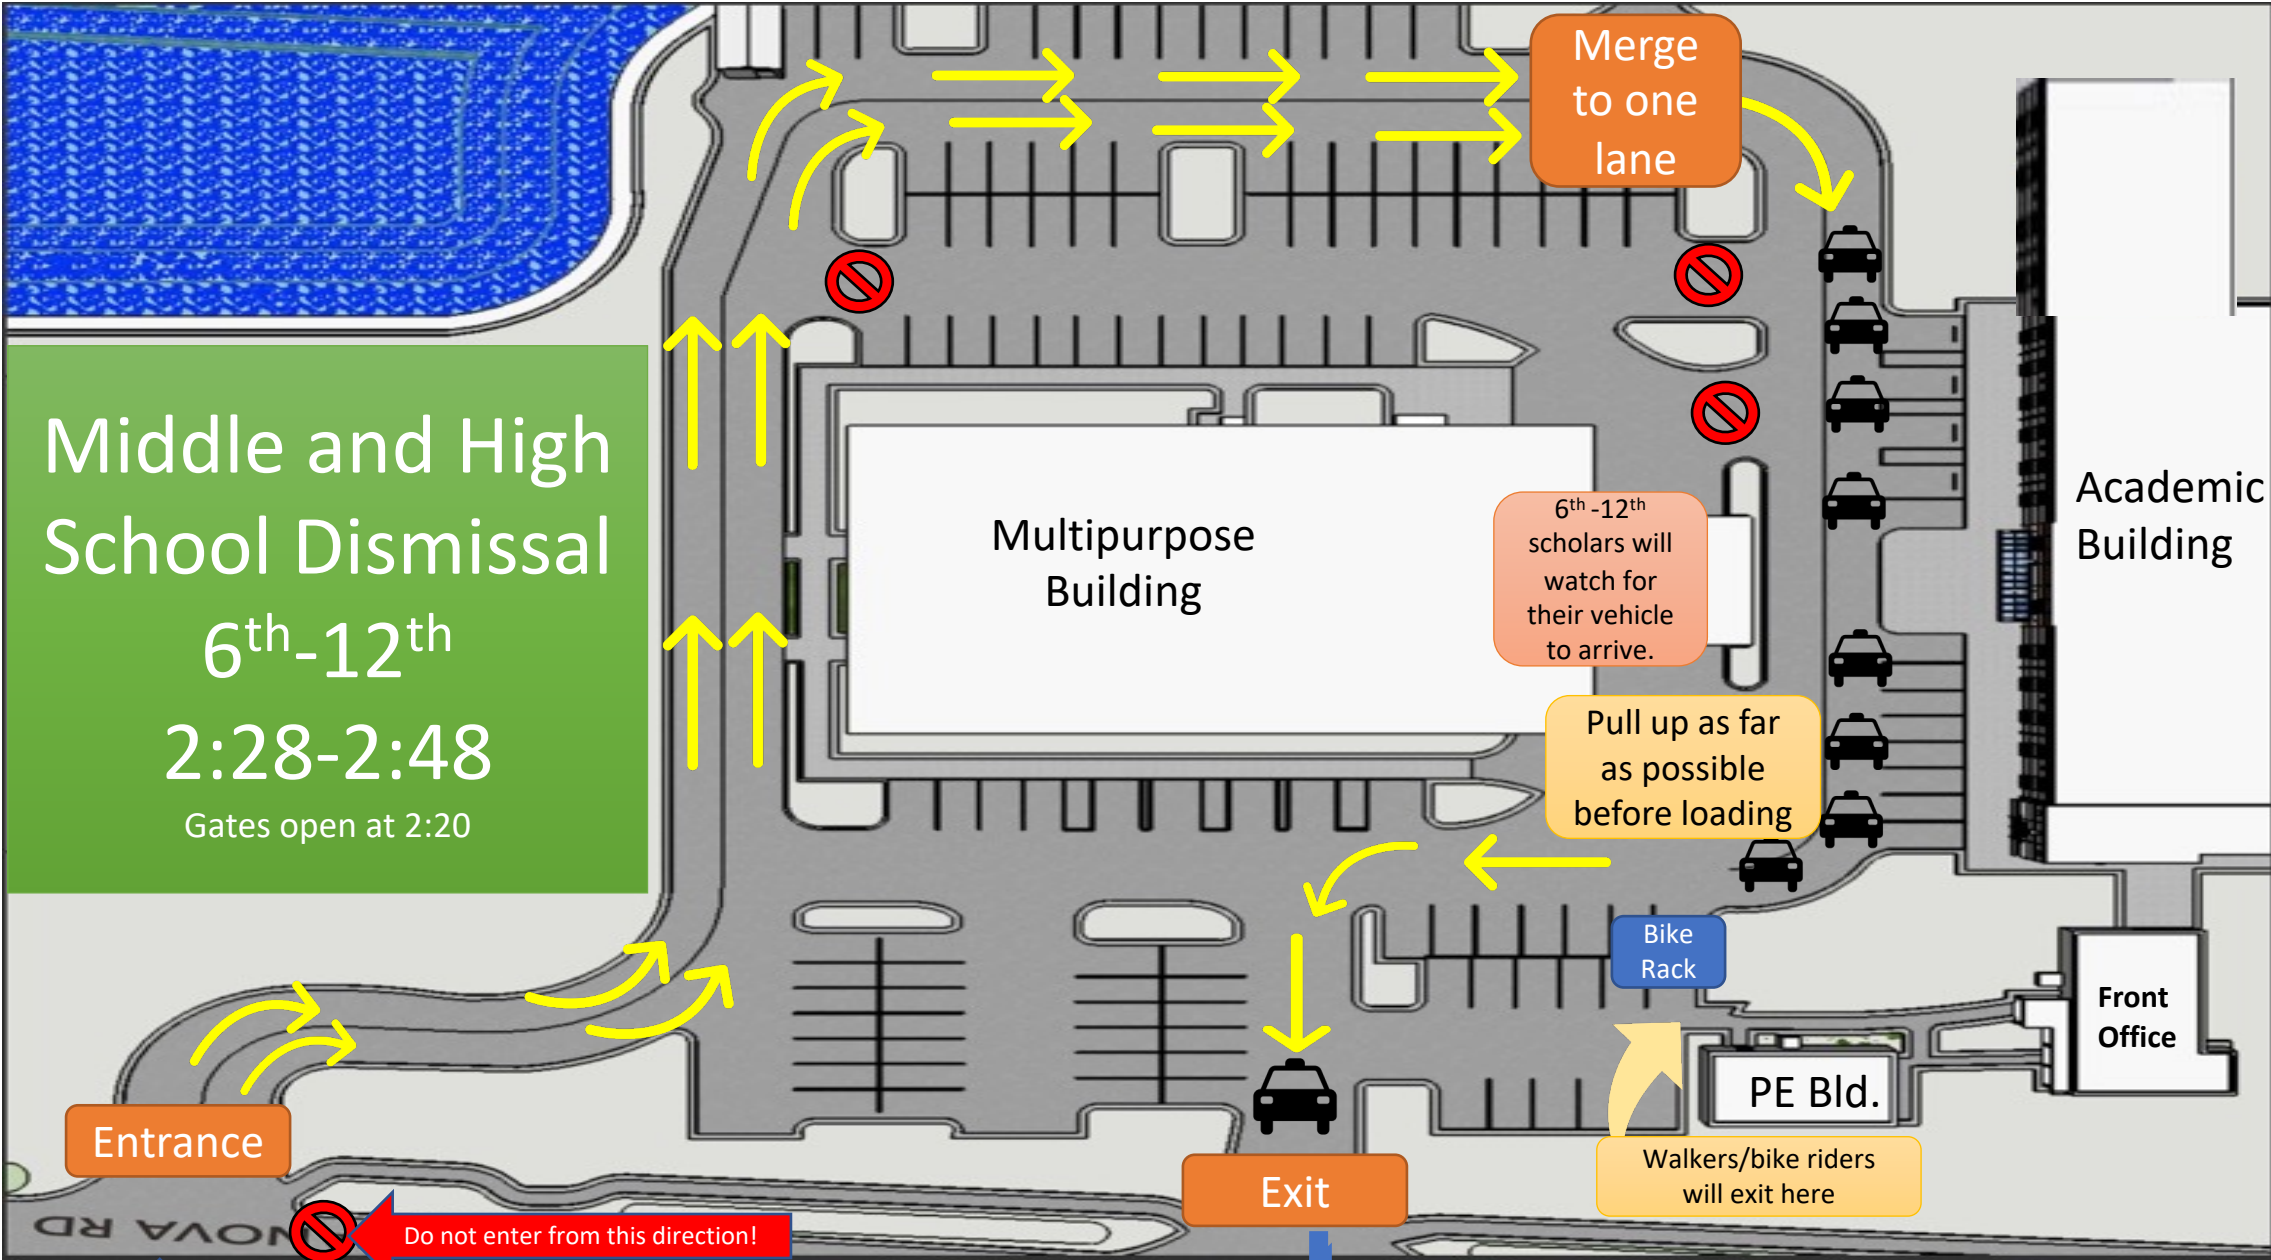 Merge
to one
lane
Middle and High
School Dismissal
6th-12th
2:28-2:48
Gates open at 2:20
Multipurpose
Building
6th -12th
scholars will
watch for
their vehicle
to arrive.
Academic
Building
Pull up as far
as possible
before loading
Bike
Rack
Front
Office
PE Bld.
Entrance
Walkers/bike riders
will exit here
Exit
NOVA RD
Do not enter from this direction!